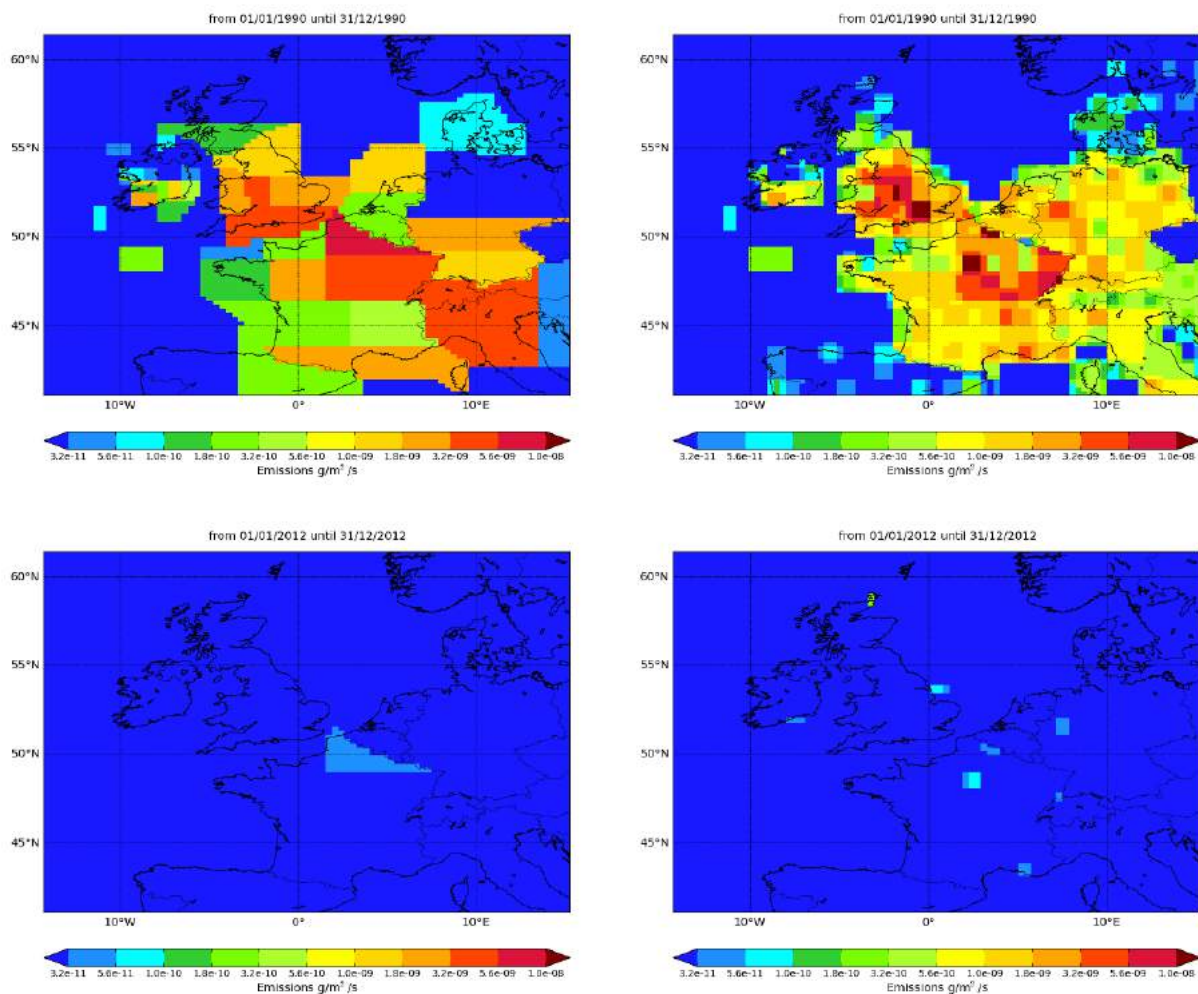 from 01/01/1990 until 31/12/1990
60°N
55°N
50°N
45°N
10°W 0° 10°E
3.2e-11 5.6e-11 1.0e-10 1.8e-10 3.2e-10 5.6e-10 1.0e-09 1.8e-09 3.2e-09 5.6e-09 1.0e-08
Emissions g/m²/s
from 01/01/1990 until 31/12/1990
60°N
55°N
50°N
45°N
10°W 0° 10°E
3.2e-11 5.6e-11 1.0e-10 1.8e-10 3.2e-10 5.6e-10 1.0e-09 1.8e-09 3.2e-09 5.6e-09 1.0e-08
Emissions g/m²/s
from 01/01/2012 until 31/12/2012
60°N
55°N
50°N
45°N
10°W 0° 10°E
3.2e-11 5.6e-11 1.0e-10 1.8e-10 3.2e-10 5.6e-10 1.0e-09 1.8e-09 3.2e-09 5.6e-09 1.0e-08
Emissions g/m²/s
from 01/01/2012 until 31/12/2012
60°N
55°N
50°N
45°N
10°W 0° 10°E
3.2e-11 5.6e-11 1.0e-10 1.8e-10 3.2e-10 5.6e-10 1.0e-09 1.8e-09 3.2e-09 5.6e-09 1.0e-08
Emissions g/m²/s